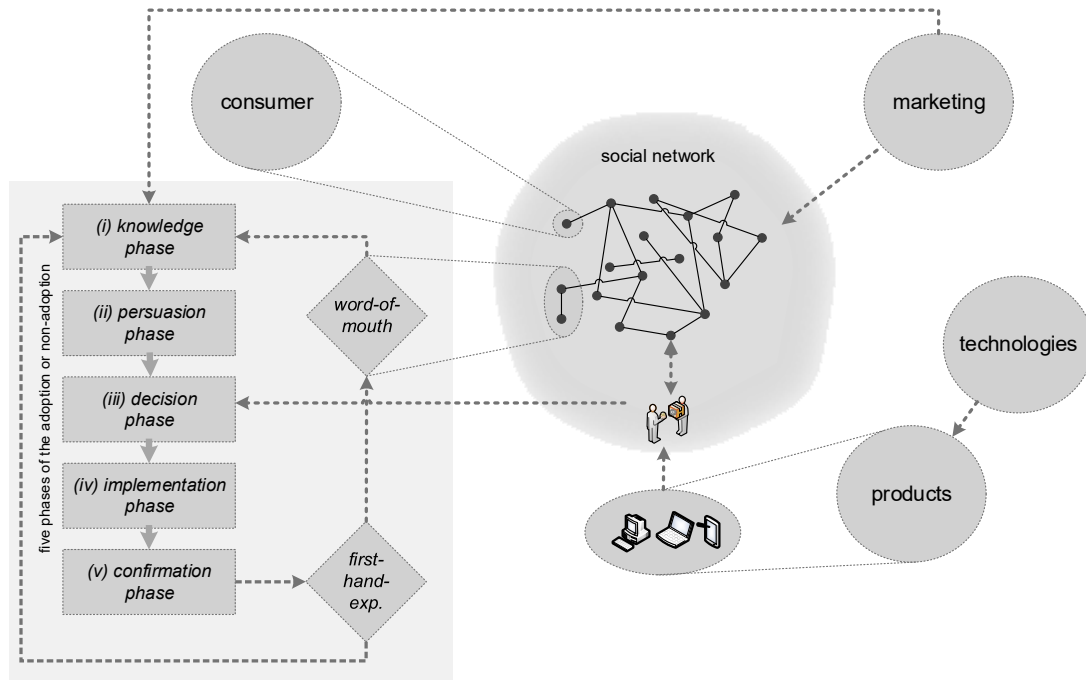 consumer
marketing
social network
(i) knowledge
phase
(ii) persuasion
phase
(iii) decision
phase
(iv) implementation
phase
(v) confirmation
phase
five phases of the adoption or non-adoption
word-of-
mouth
first-
hand-
exp.
technologies
products